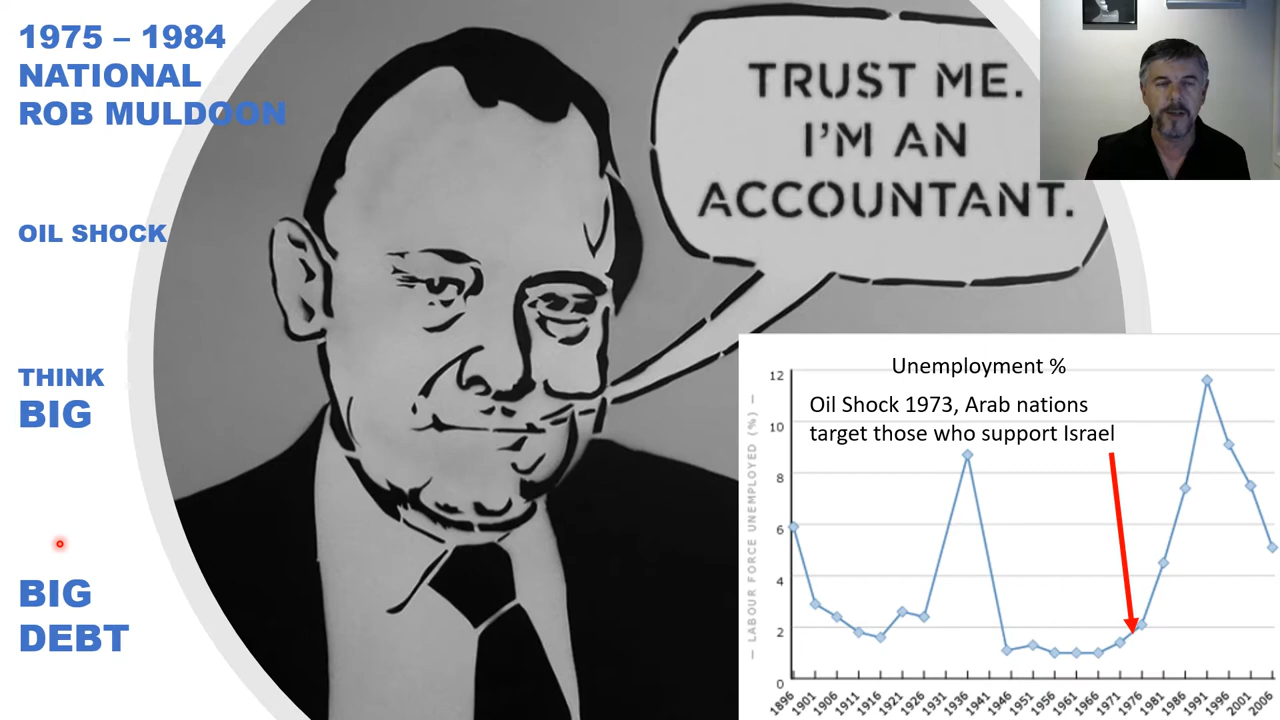 1975 – 1984
NATIONAL
ROB MULDOON
OIL SHOCK
THINK
BIG
BIG
DEBT
TRUST ME.
I'M AN
ACCOUNTANT.
Unemployment %
Oil Shock 1973, Arab nations
target those who support Israel
— LABOUR FORCE UNEMPLOYED (%) —
12
10
8
6
4
2
0
1896 1901 1906 1911 1916 1921 1926 1931 1936 1941 1946 1951 1956 1961 1966 1971 1976 1981 1986 1991 1996 2001 2006